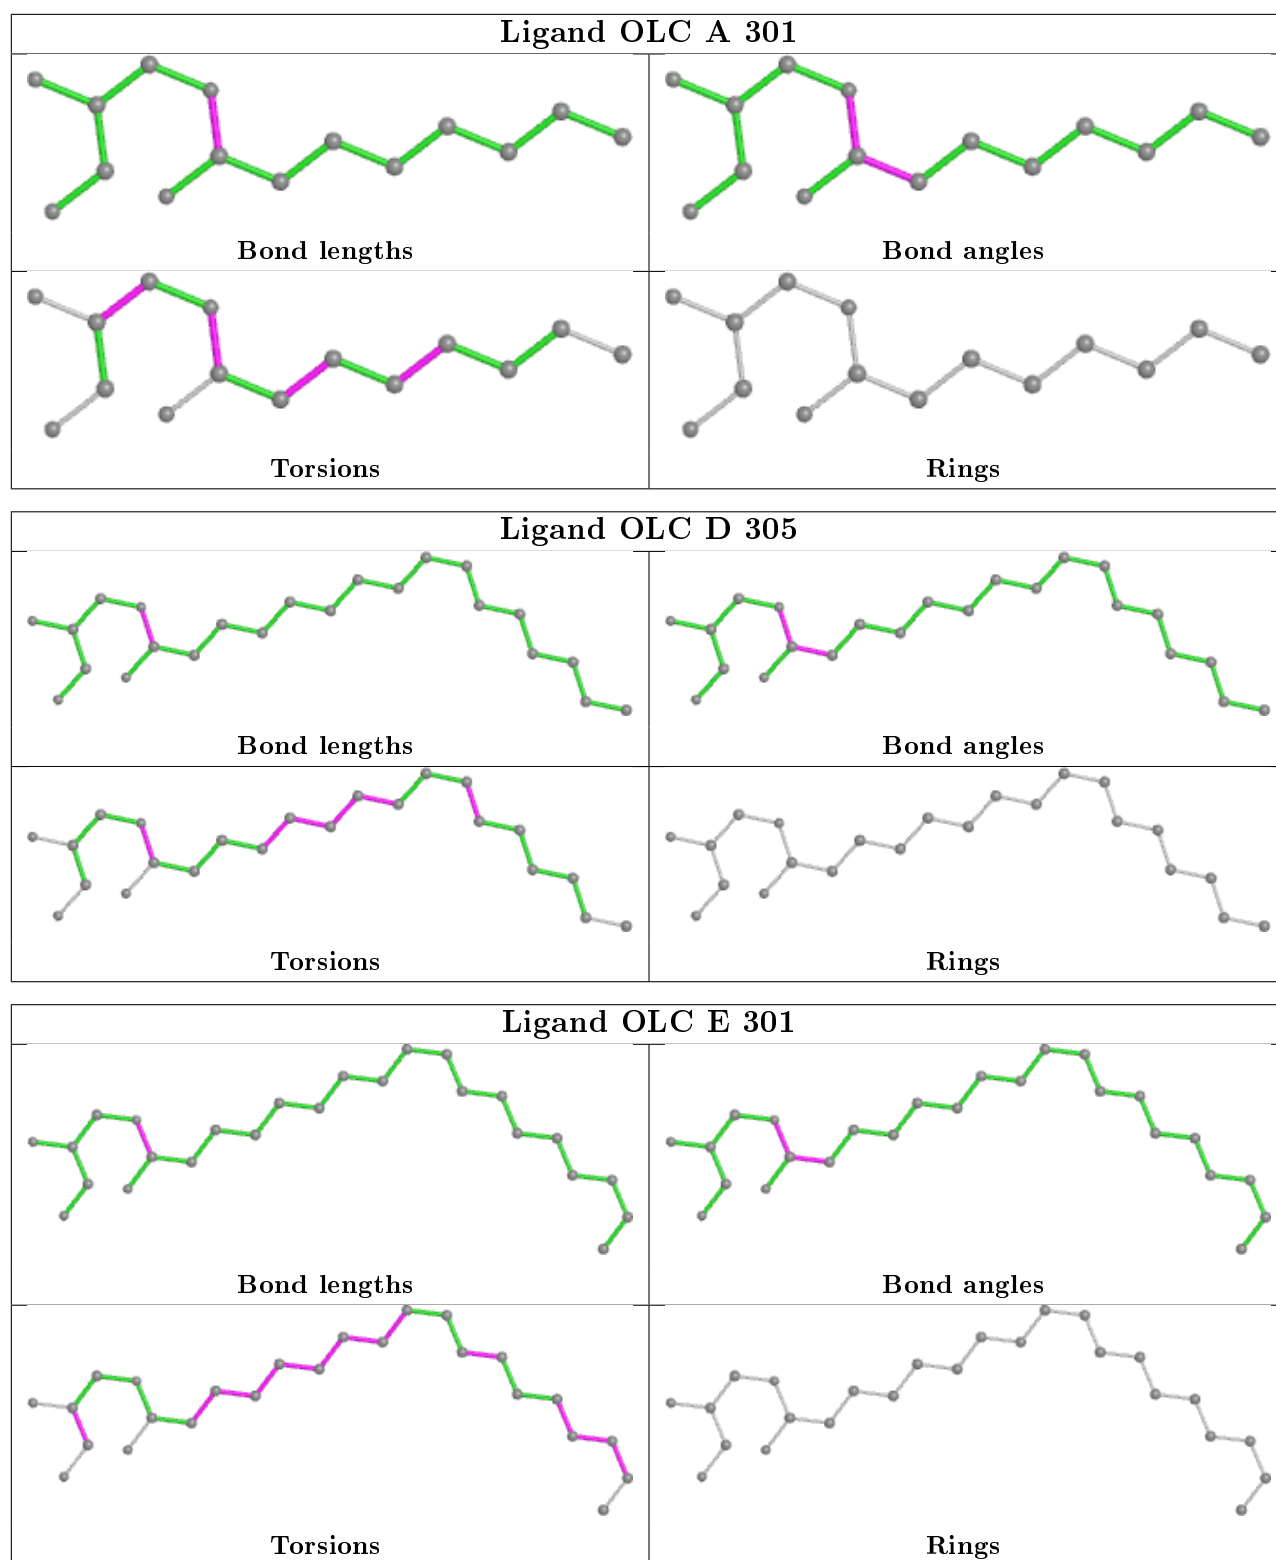 Ligand OLC A 301
Bond lengths
Bond angles
Torsions
Rings
Ligand OLC D 305
Bond lengths
Bond angles
Torsions
Rings
Ligand OLC E 301
Bond lengths
Bond angles
Torsions
Rings